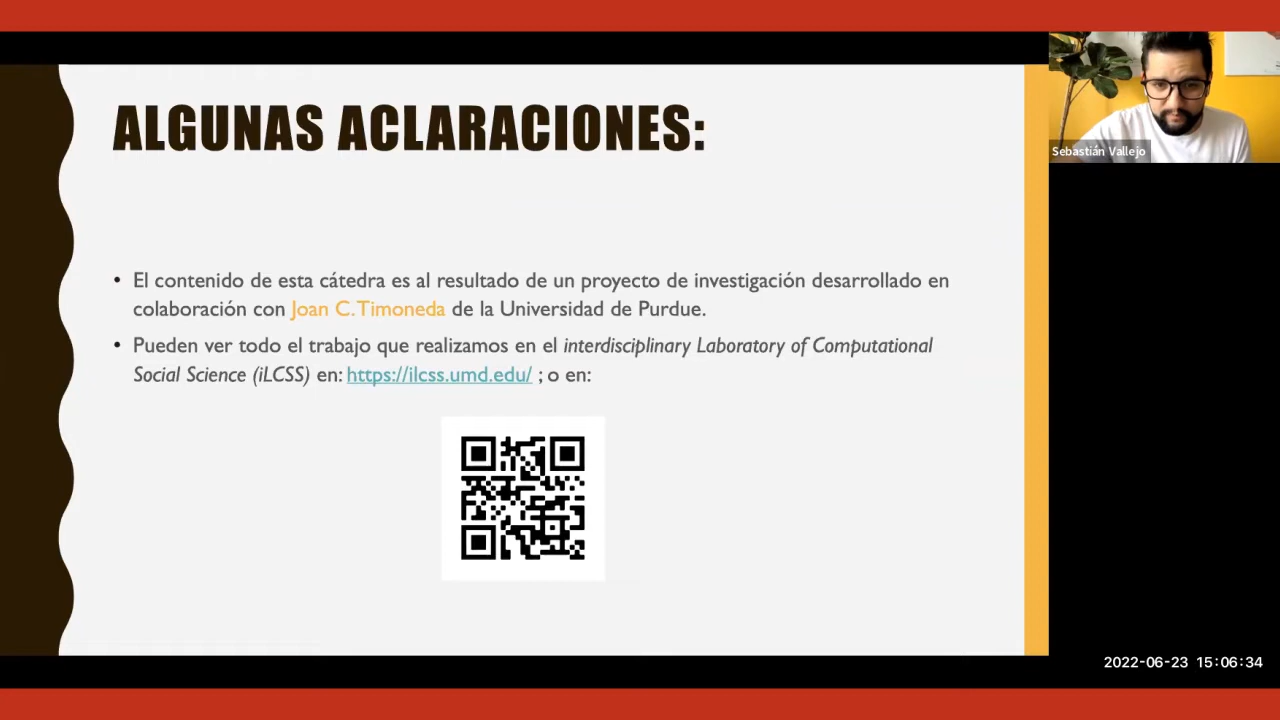 ALGUNAS ACLARACIONES:
• El contenido de esta cátedra es al resultado de un proyecto de investigación desarrollado en
colaboración con Joan C. Timoneda de la Universidad de Purdue.
• Pueden ver todo el trabajo que realizamos en el interdisciplinary Laboratory of Computational
Social Science (iLCSS) en: https://ilcss.umd.edu/ ; o en:
Sebastián Vallejo
2022-06-23 15:06:34